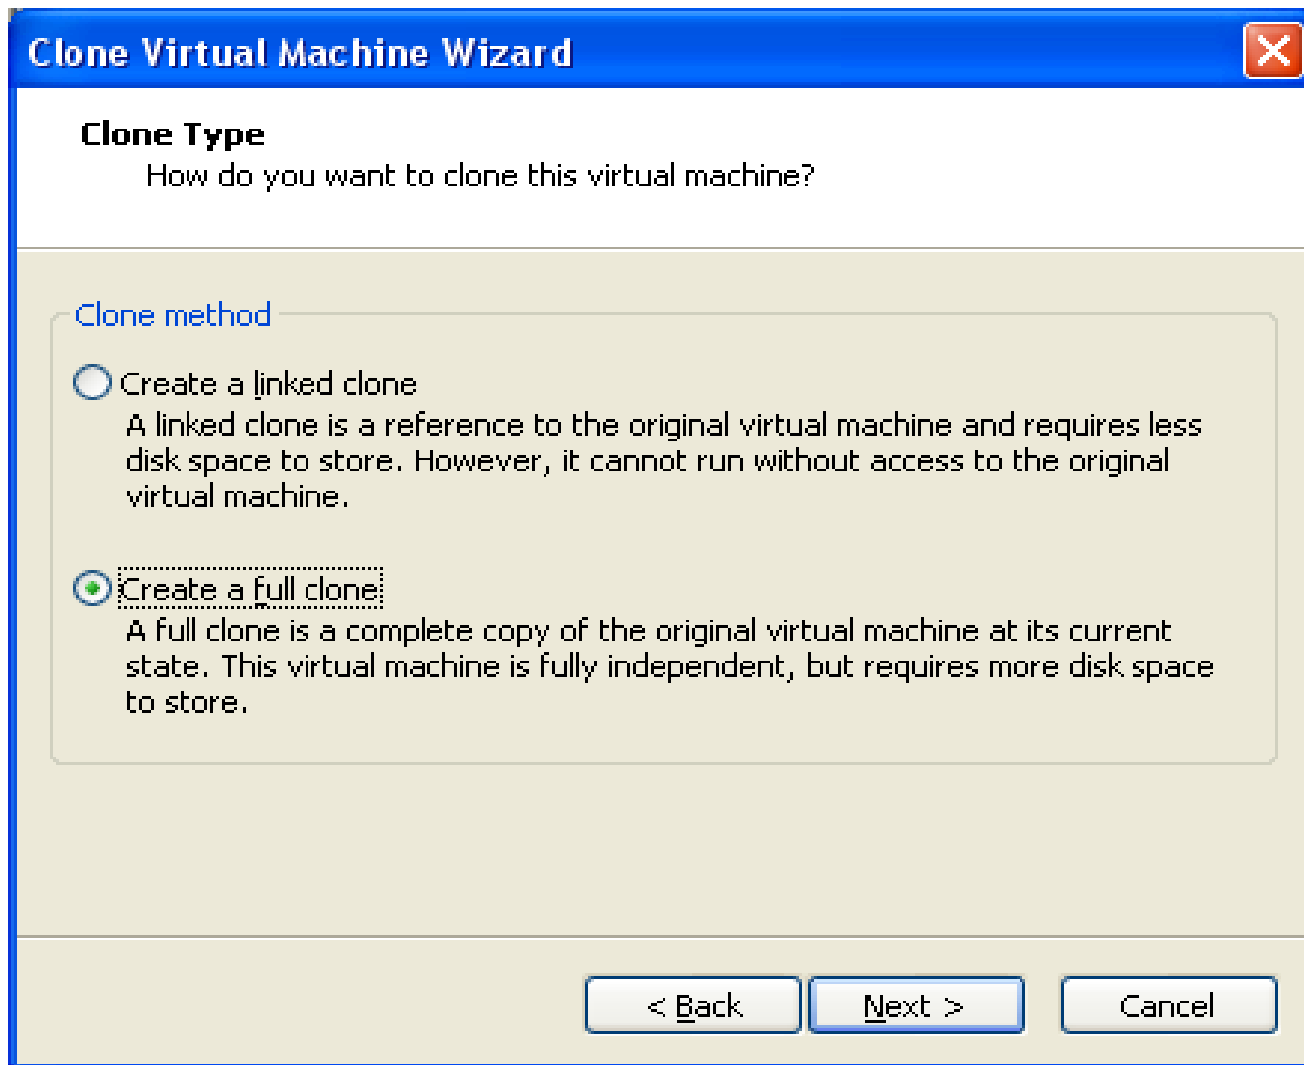 Clone Virtual Machine Wizard
Clone Type
How do you want to clone this virtual machine?
Clone method
Create a linked clone
A linked clone is a reference to the original virtual machine and requires less
disk space to store. However, it cannot run without access to the original
virtual machine.
Create a full clone
A full clone is a complete copy of the original virtual machine at its current
state. This virtual machine is fully independent, but requires more disk space
to store.
< Back Next > Cancel